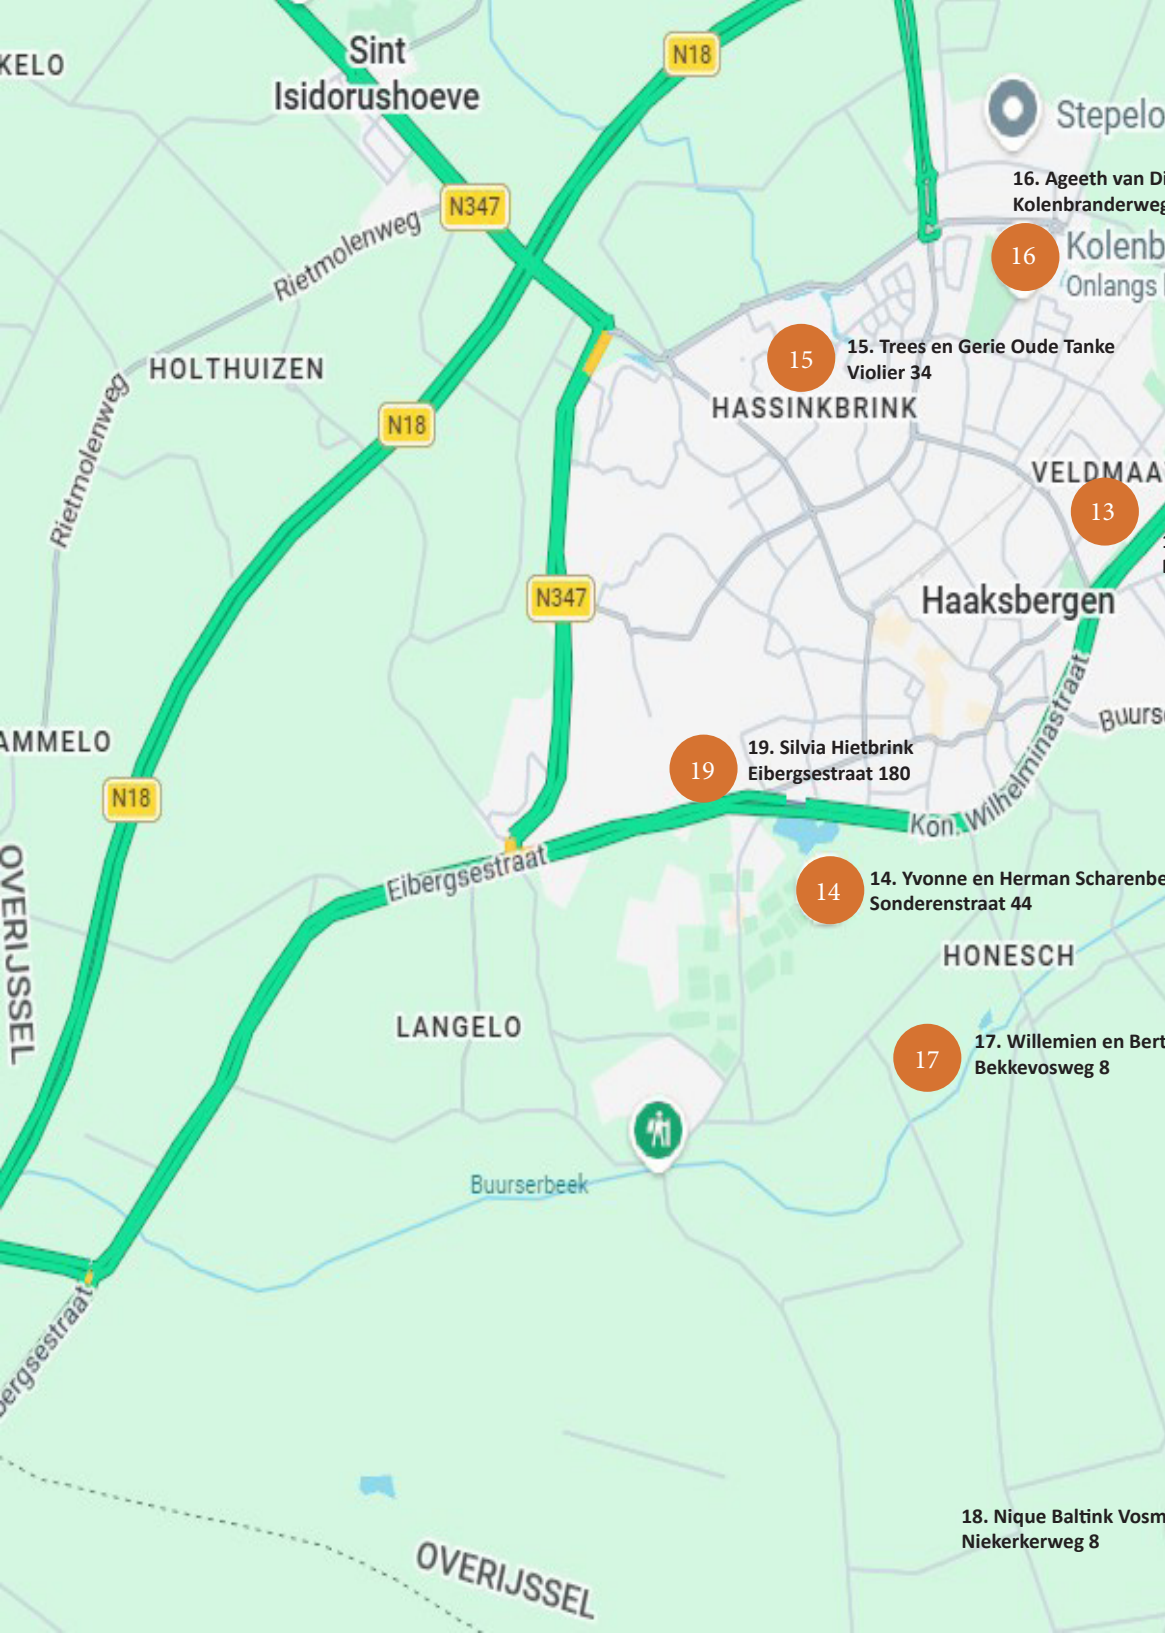 KELO
Sint
Isidorushoeve
N18
Stepelo
16. Ageeth van Di
Kolenbranderweg
N347
Rietmolenweg
16
Kolenb
Onlangs
15
15. Trees en Gerie Oude Tanke
Violier 34
HOLTHUIZEN
HASSINKBRINK
N18
Rietmolenweg
VELDMAA
13
N347
Haaksbergen
AMMELO
Buurs
Kon. Wilhelminastraat
19
19. Silvia Hietbrink
Eibergsestraat 180
N18
Eibergsestraat
14
14. Yvonne en Herman Scharenbe
Sonderenstraat 44
OVERIJSSEL
HONESCH
LANGELO
17
17. Willemien en Bert
Bekkevosweg 8
Buurserbeek
bergsestraat
18. Nique Baltink Vosm
Niekerkerweg 8
OVERIJSSEL